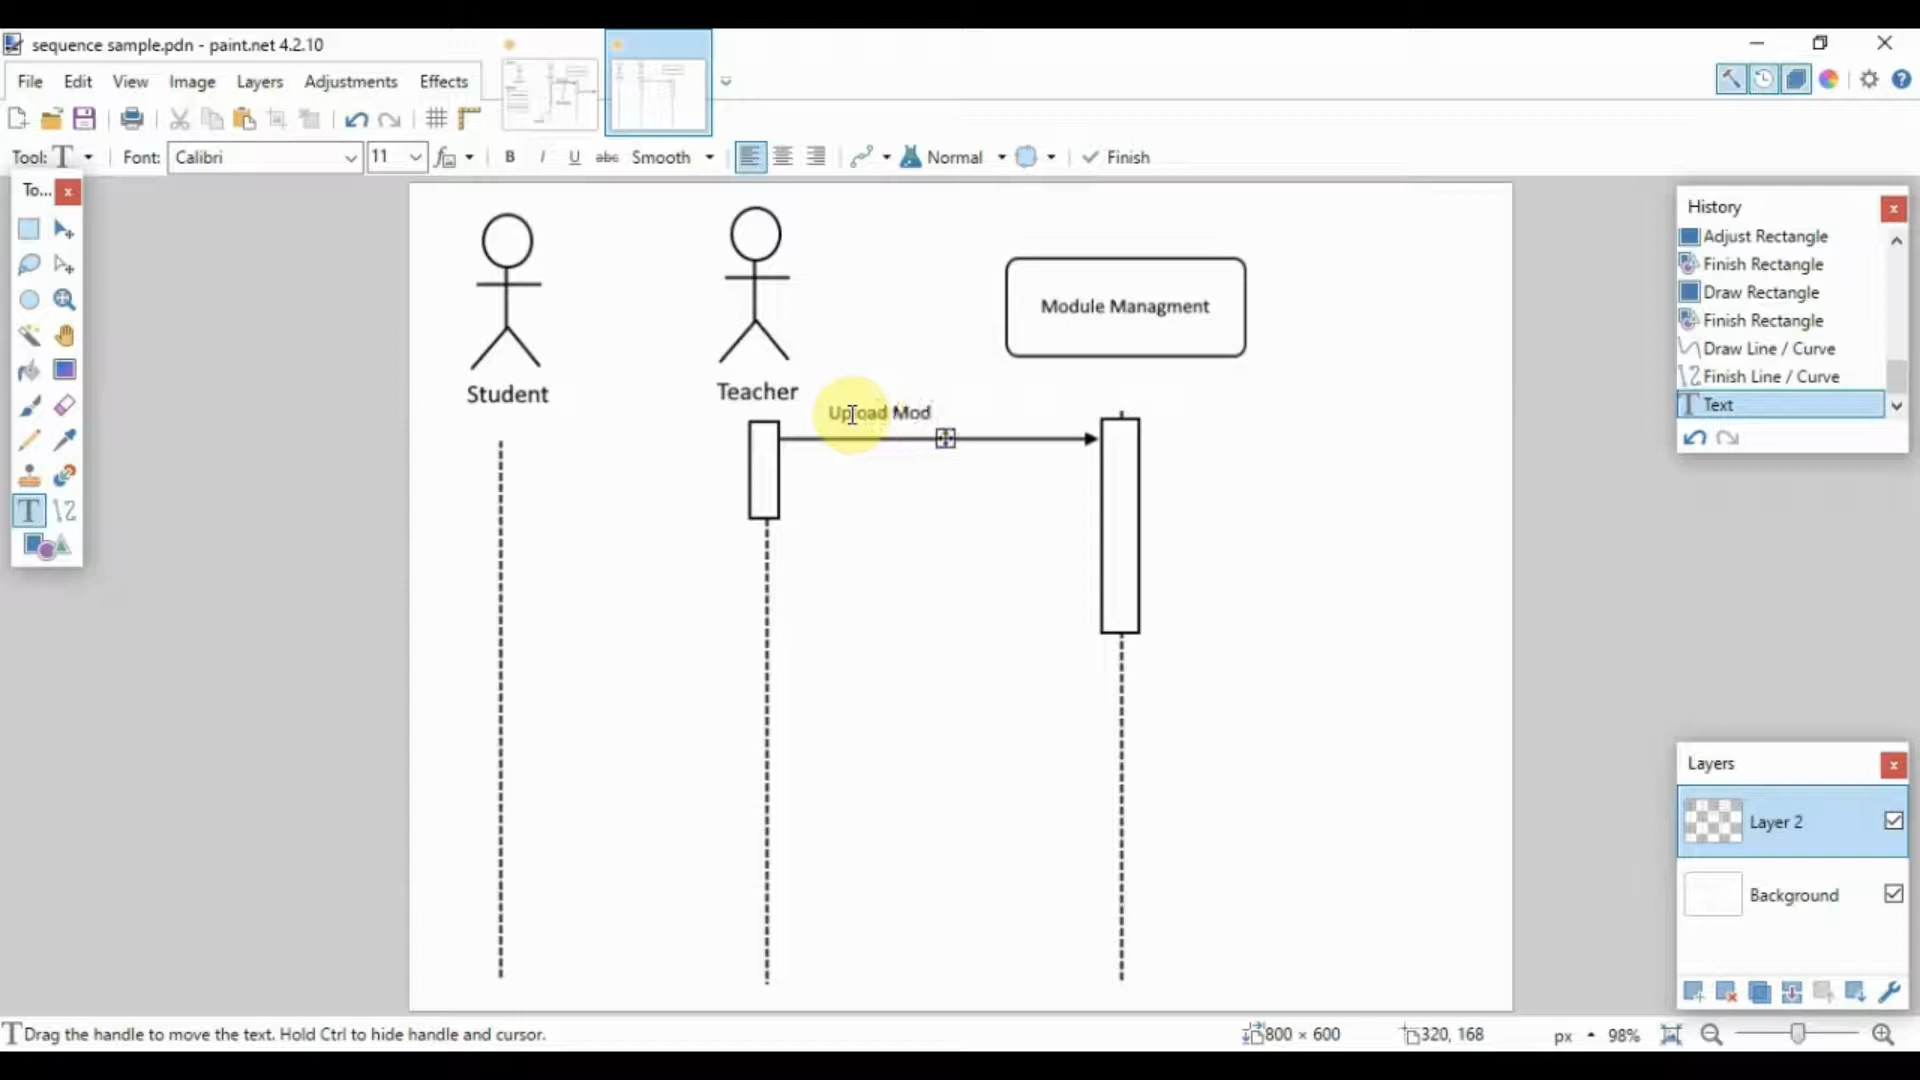 sequence sample.pdn - paint.net 4.2.10
File Edit View Image Layers Adjustments Effects
Tool: T Font: Calibri 11 B I U abc Smooth Normal Finish
To...
History
Adjust Rectangle
Finish Rectangle
Draw Rectangle
Finish Rectangle
Draw Line / Curve
Finish Line / Curve
Text
Module Managment
Student
Teacher
Upload Mod
Layers
Layer 2
Background
Drag the handle to move the text. Hold Ctrl to hide handle and cursor.
800 × 600 320, 168 px 98%